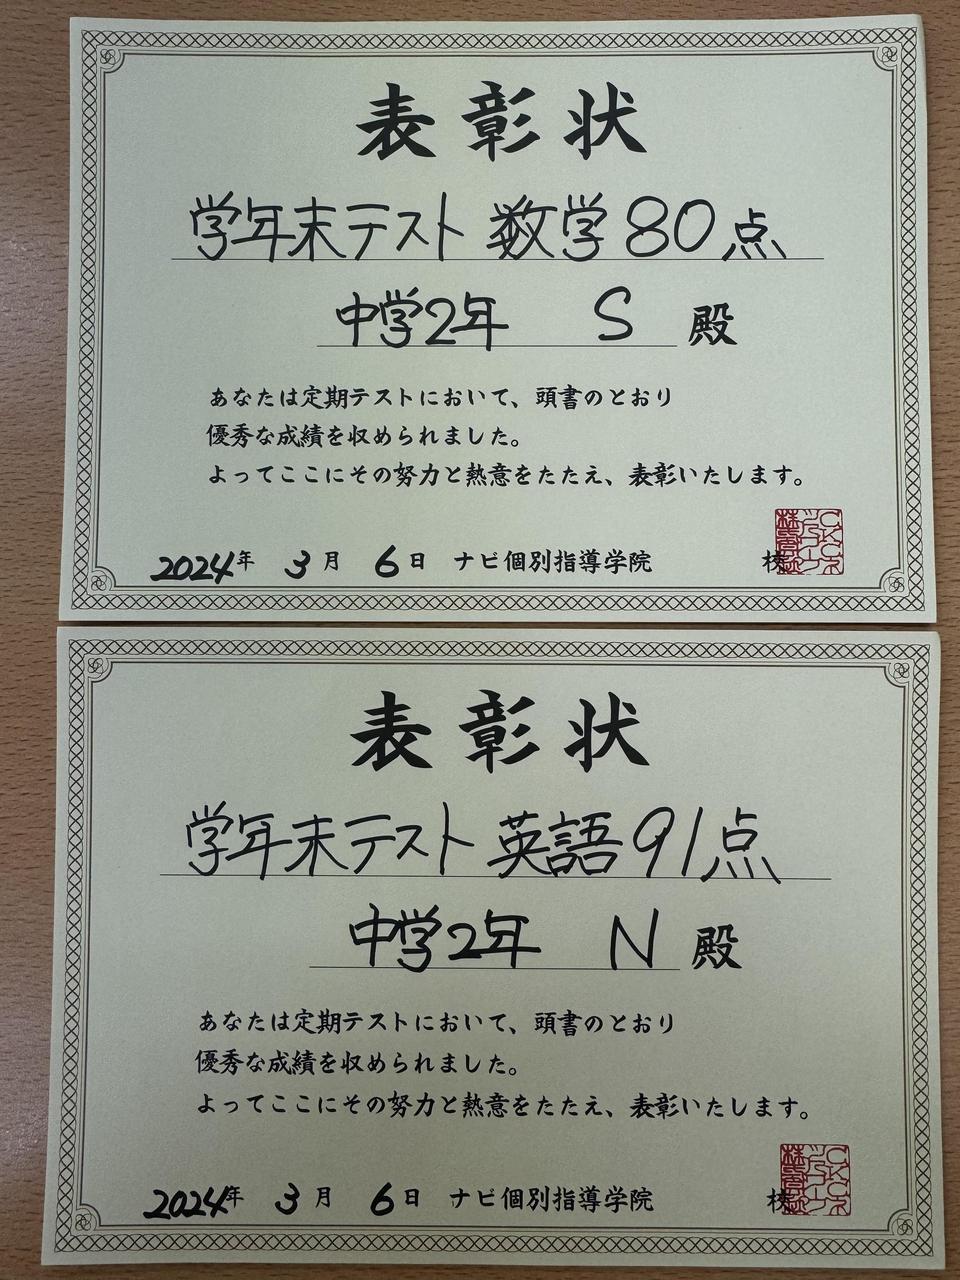 表彰状
学年末テスト 数学80点
中学2年 S 殿
あなたは定期テストにおいて、頭書のとおり
優秀な成績を収められました。
よってここにその努力と熱意をたたえ、表彰いたします。
2024年 3月 6日 ナビ個別指導学院 校
表彰状
学年末テスト 英語91点
中学2年 N 殿
あなたは定期テストにおいて、頭書のとおり
優秀な成績を収められました。
よってここにその努力と熱意をたたえ、表彰いたします。
2024年 3月 6日 ナビ個別指導学院 校